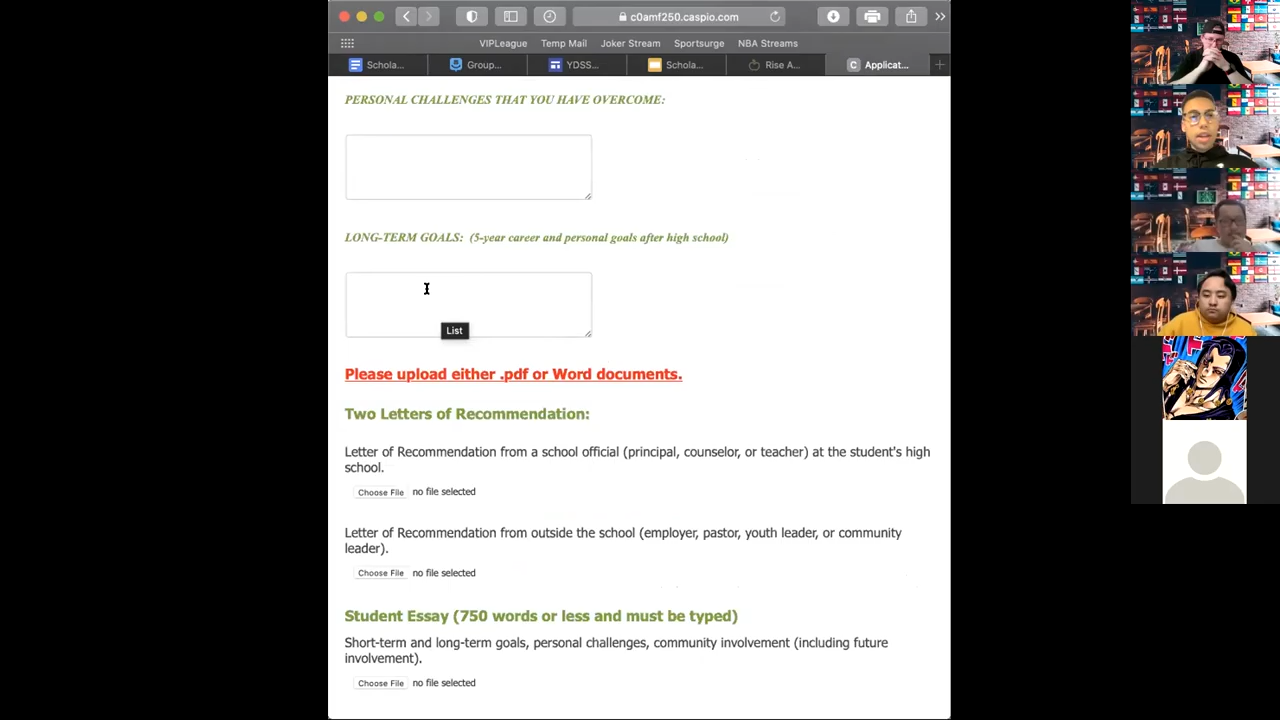 c0amf250.caspio.com
VIPLeague Temp Mail Joker Stream Sportsurge NBA Streams
Schola... Group... YDSS... Schola... Rise A... C Applicat...
PERSONAL CHALLENGES THAT YOU HAVE OVERCOME:
LONG-TERM GOALS: (5-year career and personal goals after high school)
List
Please upload either .pdf or Word documents.
Two Letters of Recommendation:
Letter of Recommendation from a school official (principal, counselor, or teacher) at the student's high
school.
Choose File no file selected
Letter of Recommendation from outside the school (employer, pastor, youth leader, or community
leader).
Choose File no file selected
Student Essay (750 words or less and must be typed)
Short-term and long-term goals, personal challenges, community involvement (including future
involvement).
Choose File no file selected